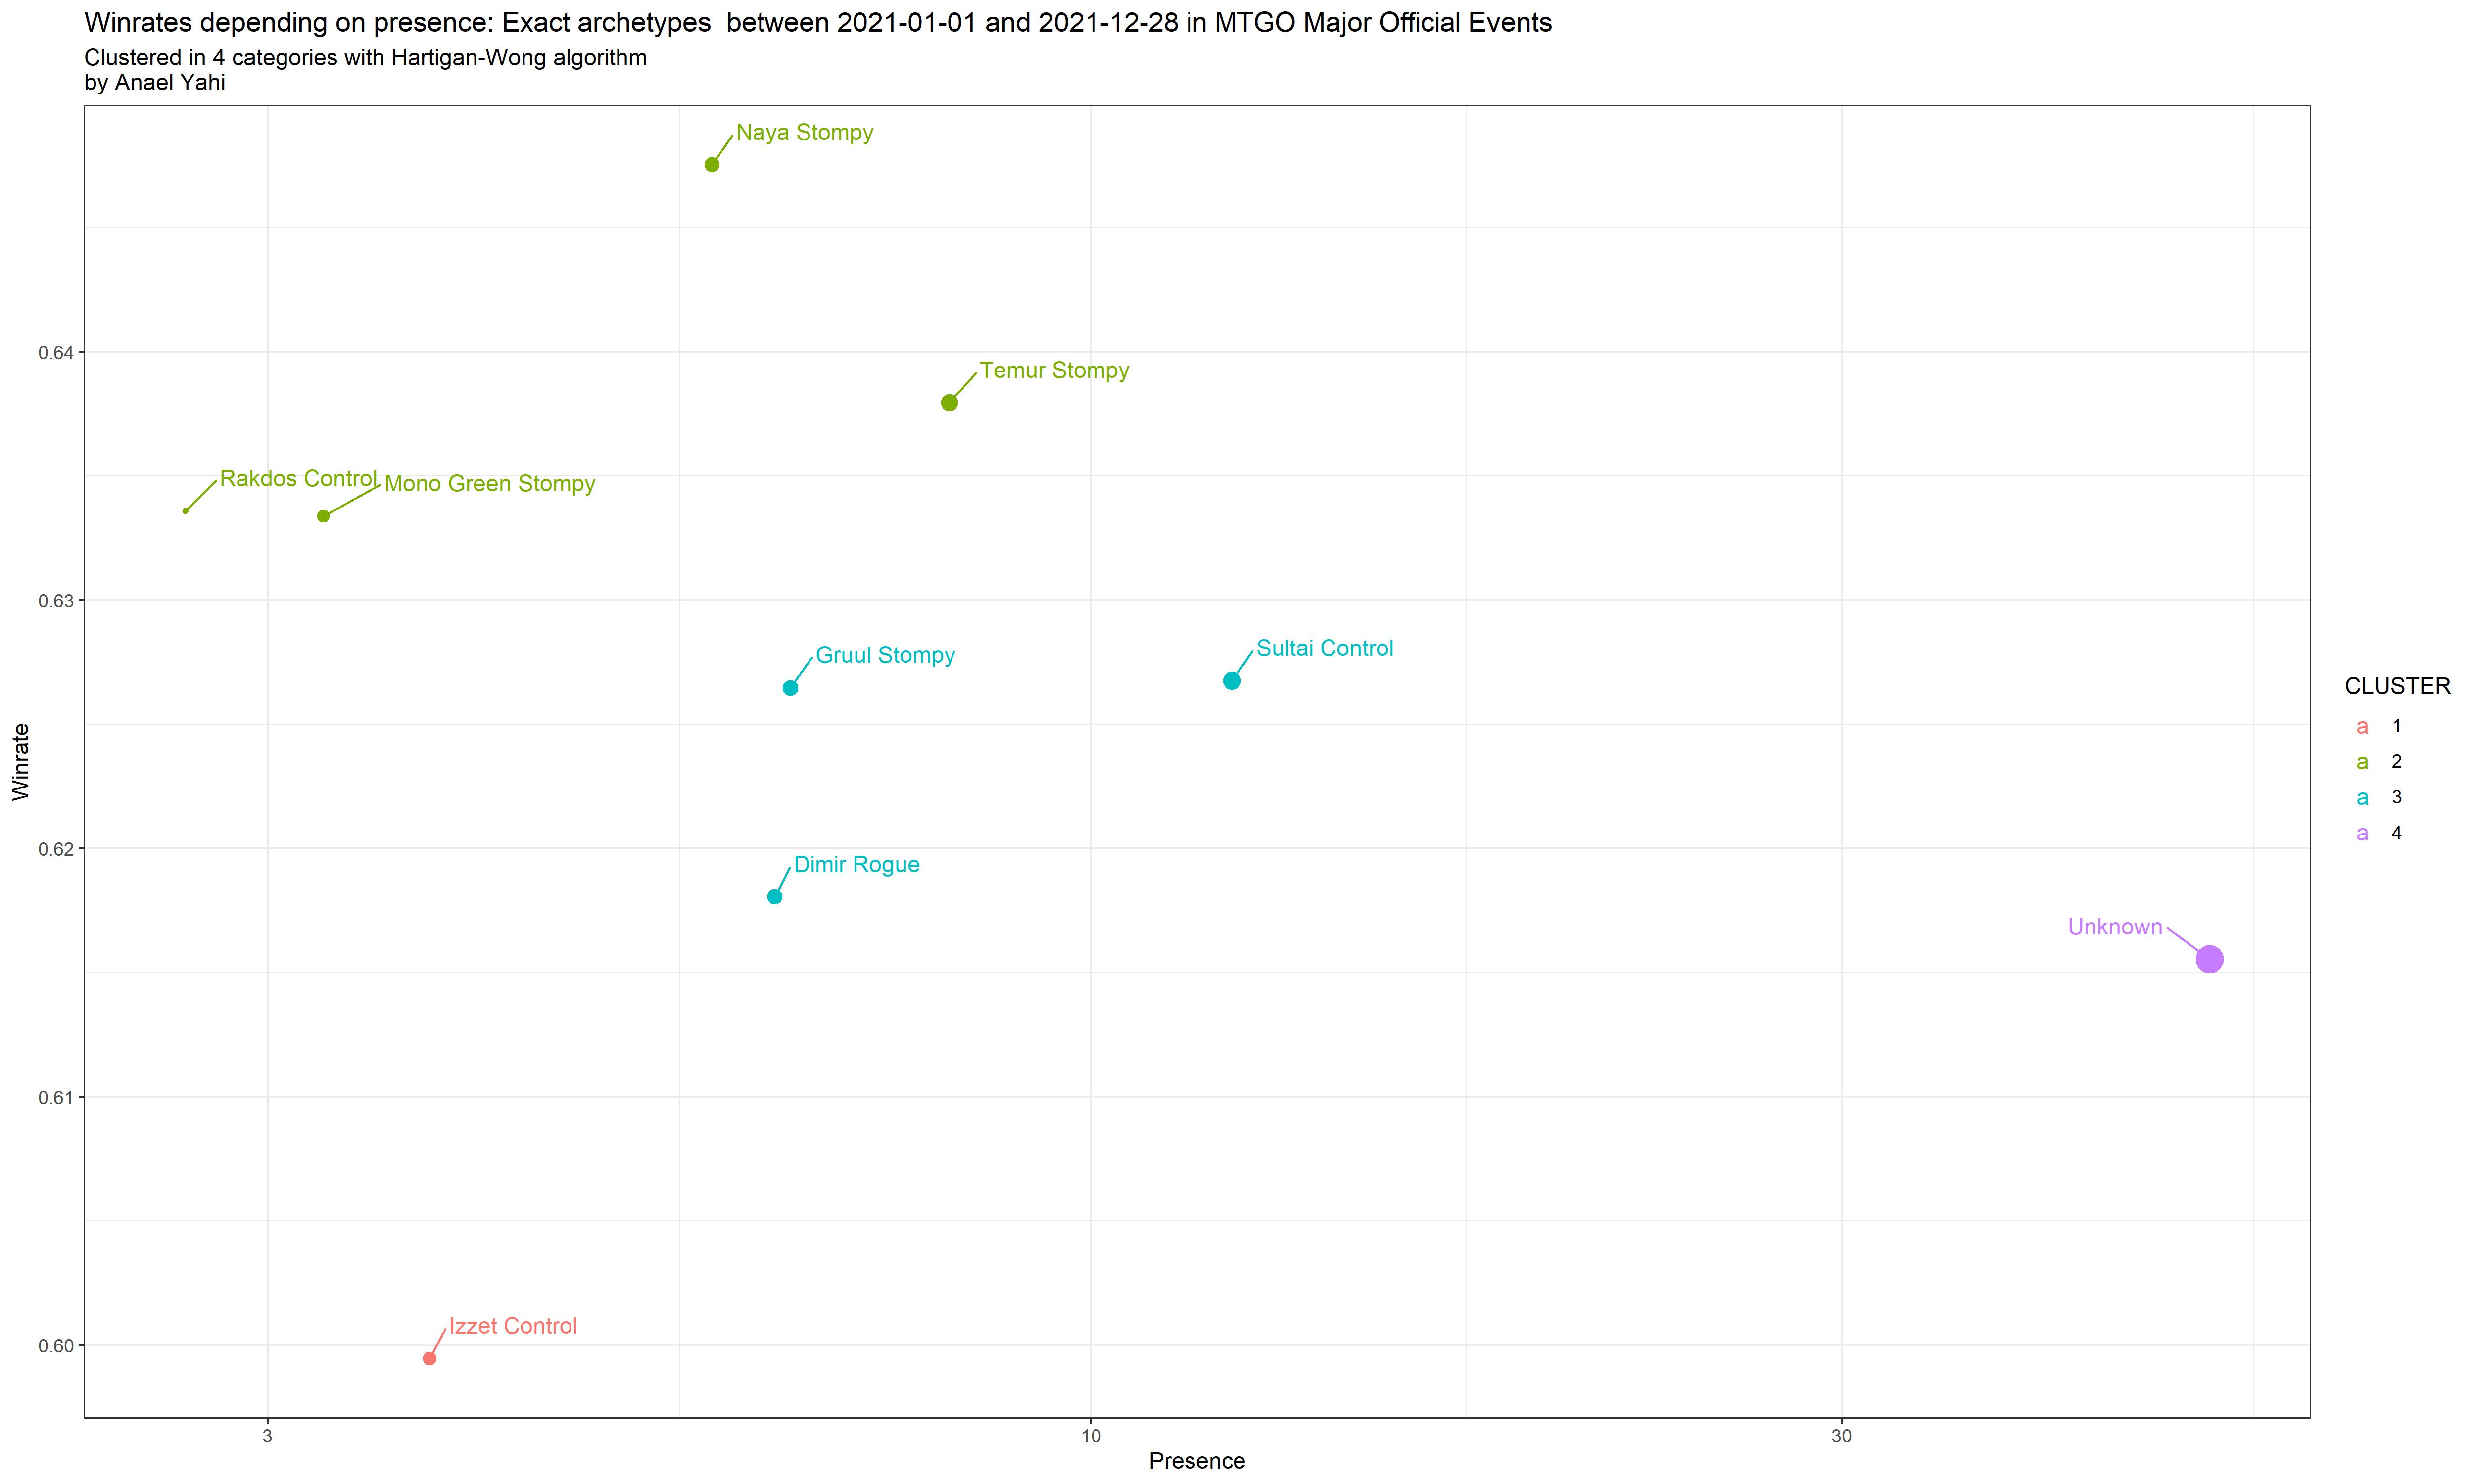 Winrates depending on presence: Exact archetypes  between 2021-01-01 and 2021-12-28 in MTGO Major Official Events
Clustered in 4 categories with Hartigan-Wong algorithm
by Anael Yahi
Naya Stompy
0.64
Temur Stompy
Rakdos Control
Mono Green Stompy
0.63
Gruul Stompy
Sultai Control
Winrate
0.62
Dimir Rogue
Unknown
0.61
0.60
Izzet Control
3
10
30
Presence
CLUSTER
a 1
a 2
a 3
a 4